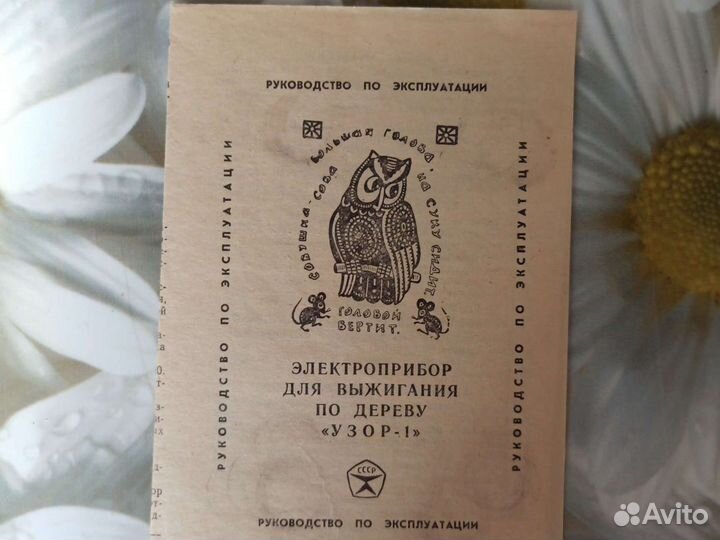 РУКОВОДСТВО ПО ЭКСПЛУАТАЦИИ
РУКОВОДСТВО ПО ЭКСПЛУАТАЦИИ
СОВУШКА-СОВА БОЛЬШАЯ ГОЛОВА, НА СУКУ СИДИТ,
ГОЛОВОЙ
ВЕРТИТ.
РУКОВОДСТВО ПО ЭКСПЛУАТАЦИИ
ЭЛЕКТРОПРИБОР
ДЛЯ ВЫЖИГАНИЯ
ПО ДЕРЕВУ
«УЗОР-1»
СССР
РУКОВОДСТВО ПО ЭКСПЛУАТАЦИИ
Avito